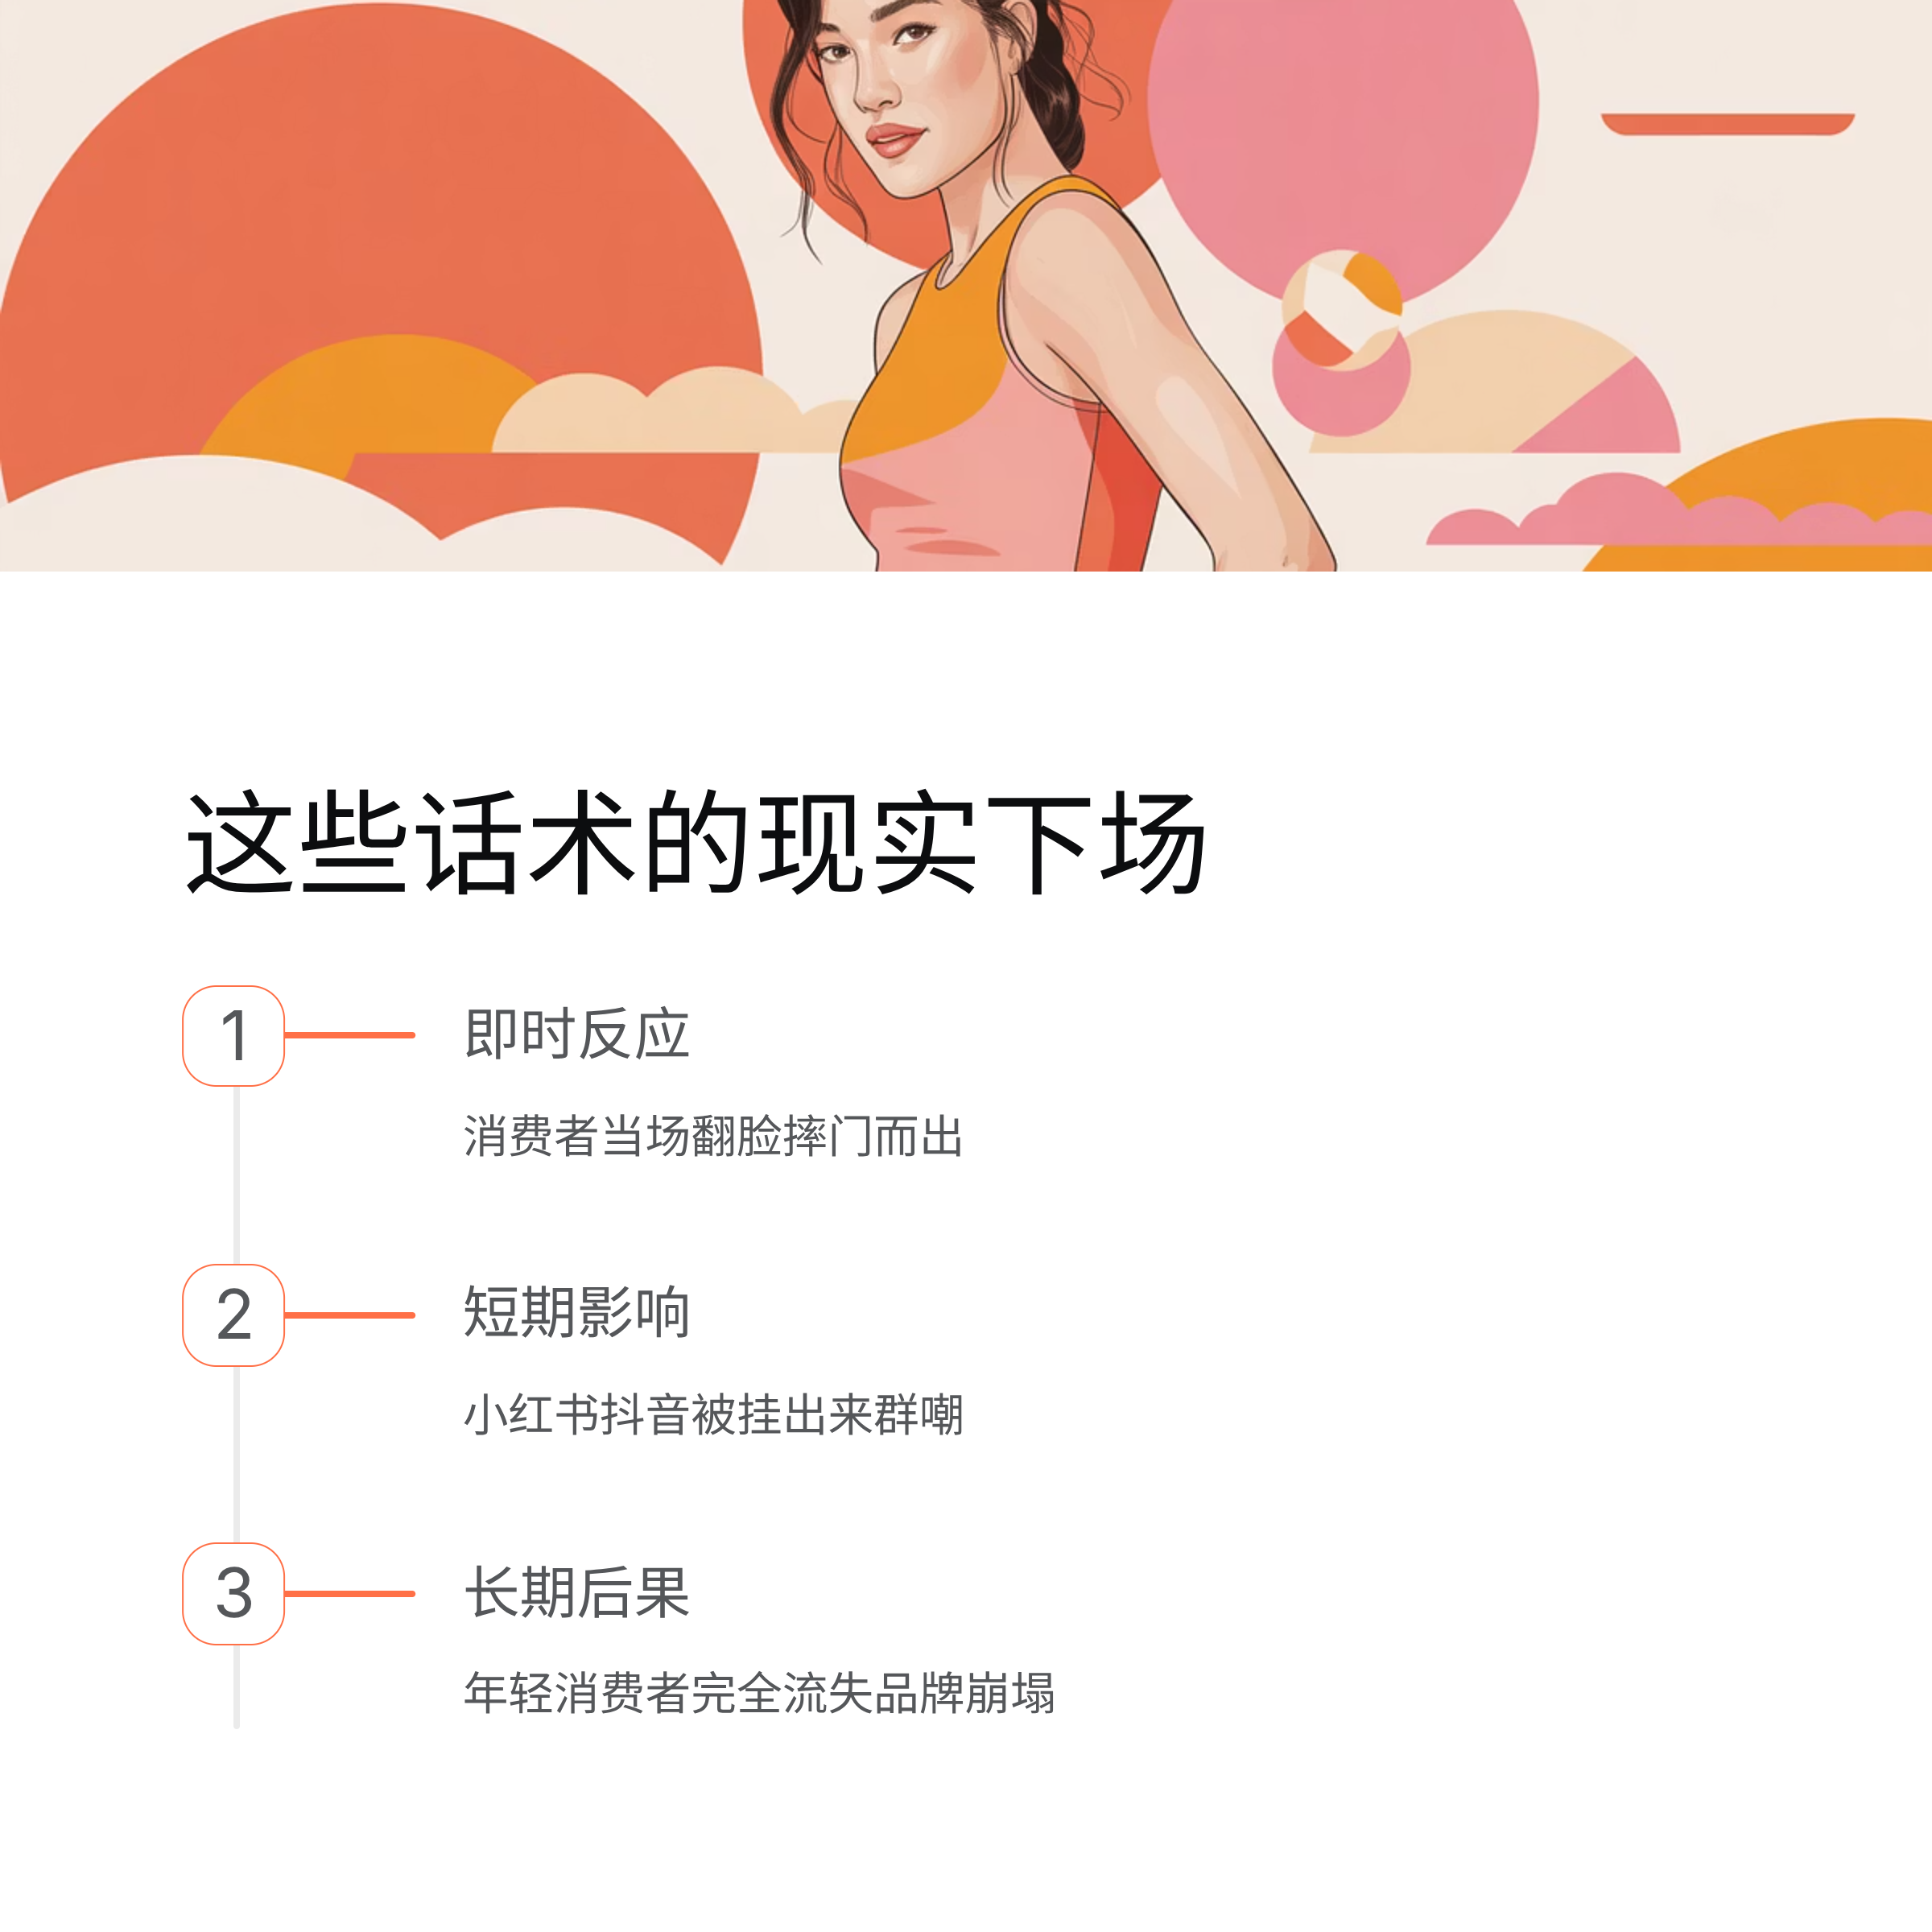 这些话术的现实下场
1
即时反应
消费者当场翻脸摔门而出
2
短期影响
小红书抖音被挂出来群嘲
3
长期后果
年轻消费者完全流失品牌崩塌